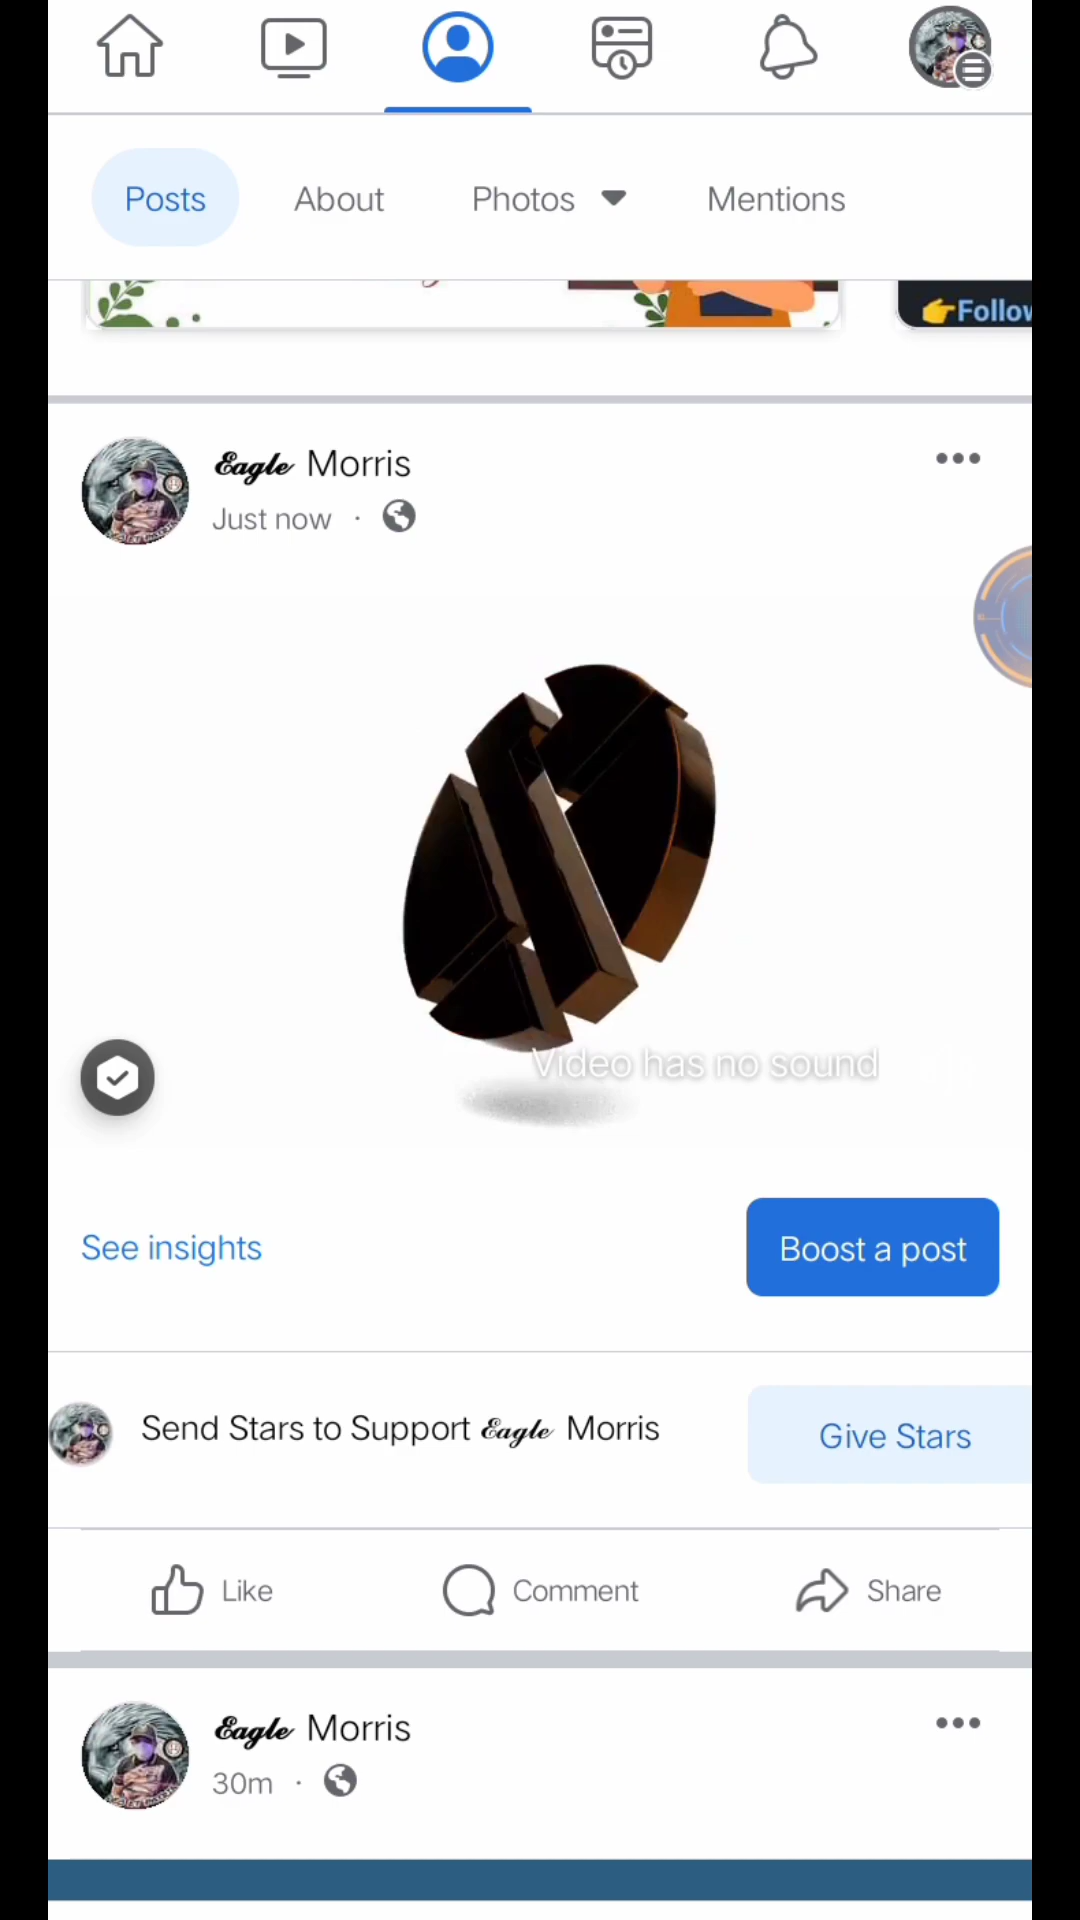 Posts About Photos Mentions
👉Follow
𝓔𝓪𝓰𝓵𝓮 Morris
Just now ·
Video has no sound
See insights
Boost a post
Send Stars to Support 𝓔𝓪𝓰𝓵𝓮 Morris
Give Stars
Like Comment Share
𝓔𝓪𝓰𝓵𝓮 Morris
30m ·